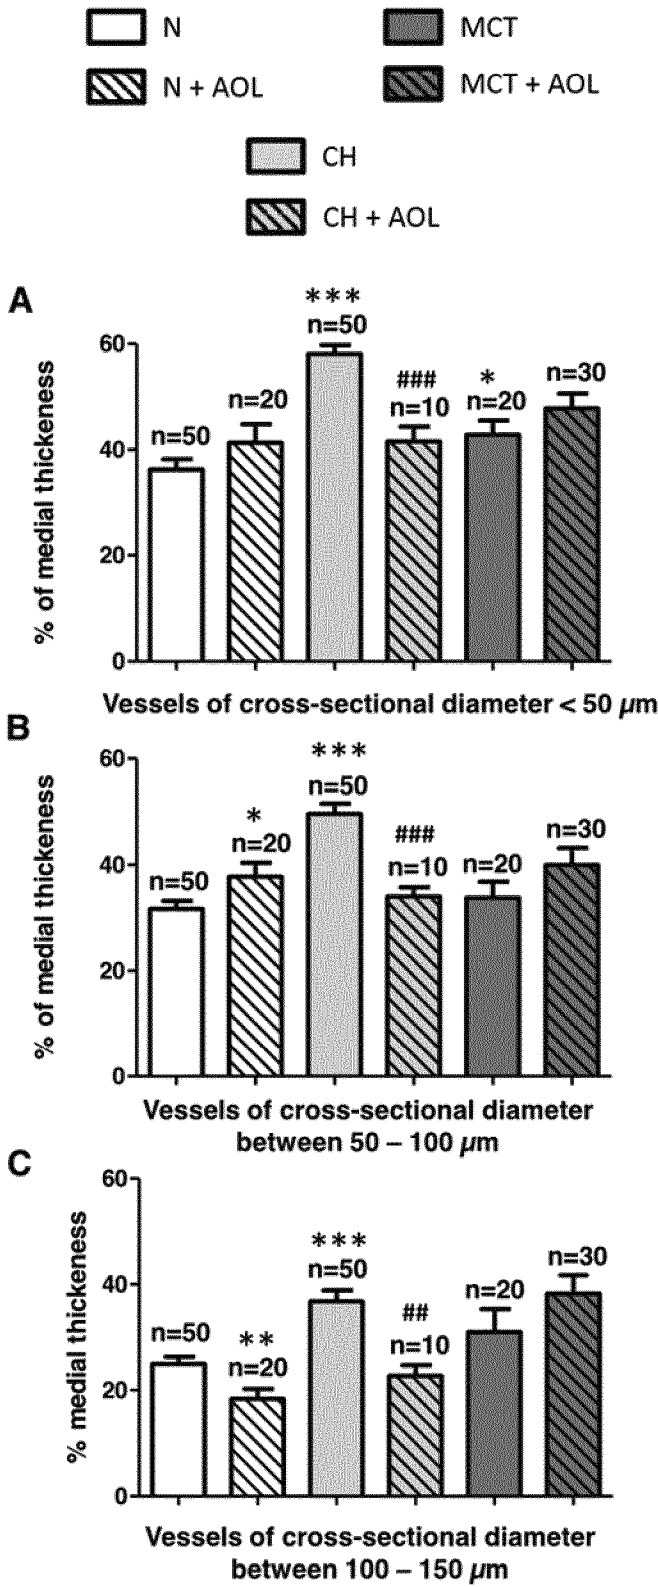 N
MCT
N + AOL
MCT + AOL
CH
CH + AOL
A
***
n=50
60
###
*
n=30
n=20
n=10
n=20
n=50
40
20
0
% of medial thickeness
Vessels of cross-sectional diameter < 50 µm
B
***
60
n=50
*
###
n=30
n=20
n=10
n=20
n=50
40
20
0
% of medial thickeness
Vessels of cross-sectional diameter
between 50 – 100 µm
C
60
***
n=50
n=30
40
n=20
##
n=50
**
n=10
n=20
20
0
% medial thickeness
Vessels of cross-sectional diameter
between 100 – 150 µm